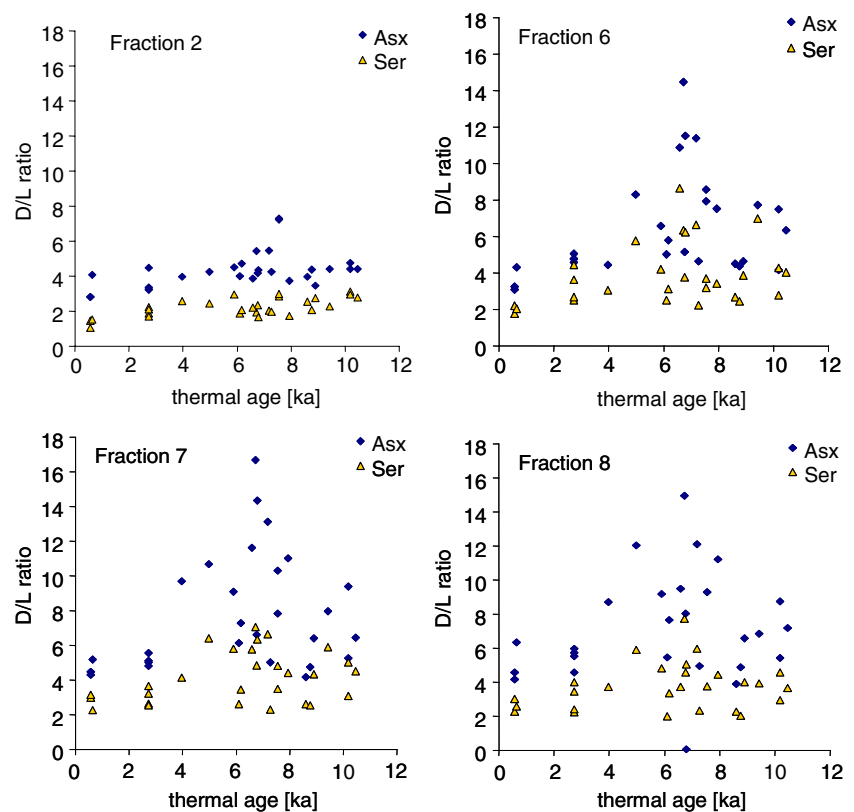 Fraction 2
Asx
Ser
18
16
14
12
10
8
6
4
2
0
D/L ratio
0 2 4 6 8 10 12
thermal age [ka]
Fraction 6
Asx
Ser
18
16
14
12
10
8
6
4
2
0
D/L ratio
0 2 4 6 8 10 12
thermal age [ka]
Fraction 7
Asx
Ser
18
16
14
12
10
8
6
4
2
0
D/L ratio
0 2 4 6 8 10 12
thermal age [ka]
Fraction 8
Asx
Ser
18
16
14
12
10
8
6
4
2
0
D/L ratio
0 2 4 6 8 10 12
thermal age [ka]